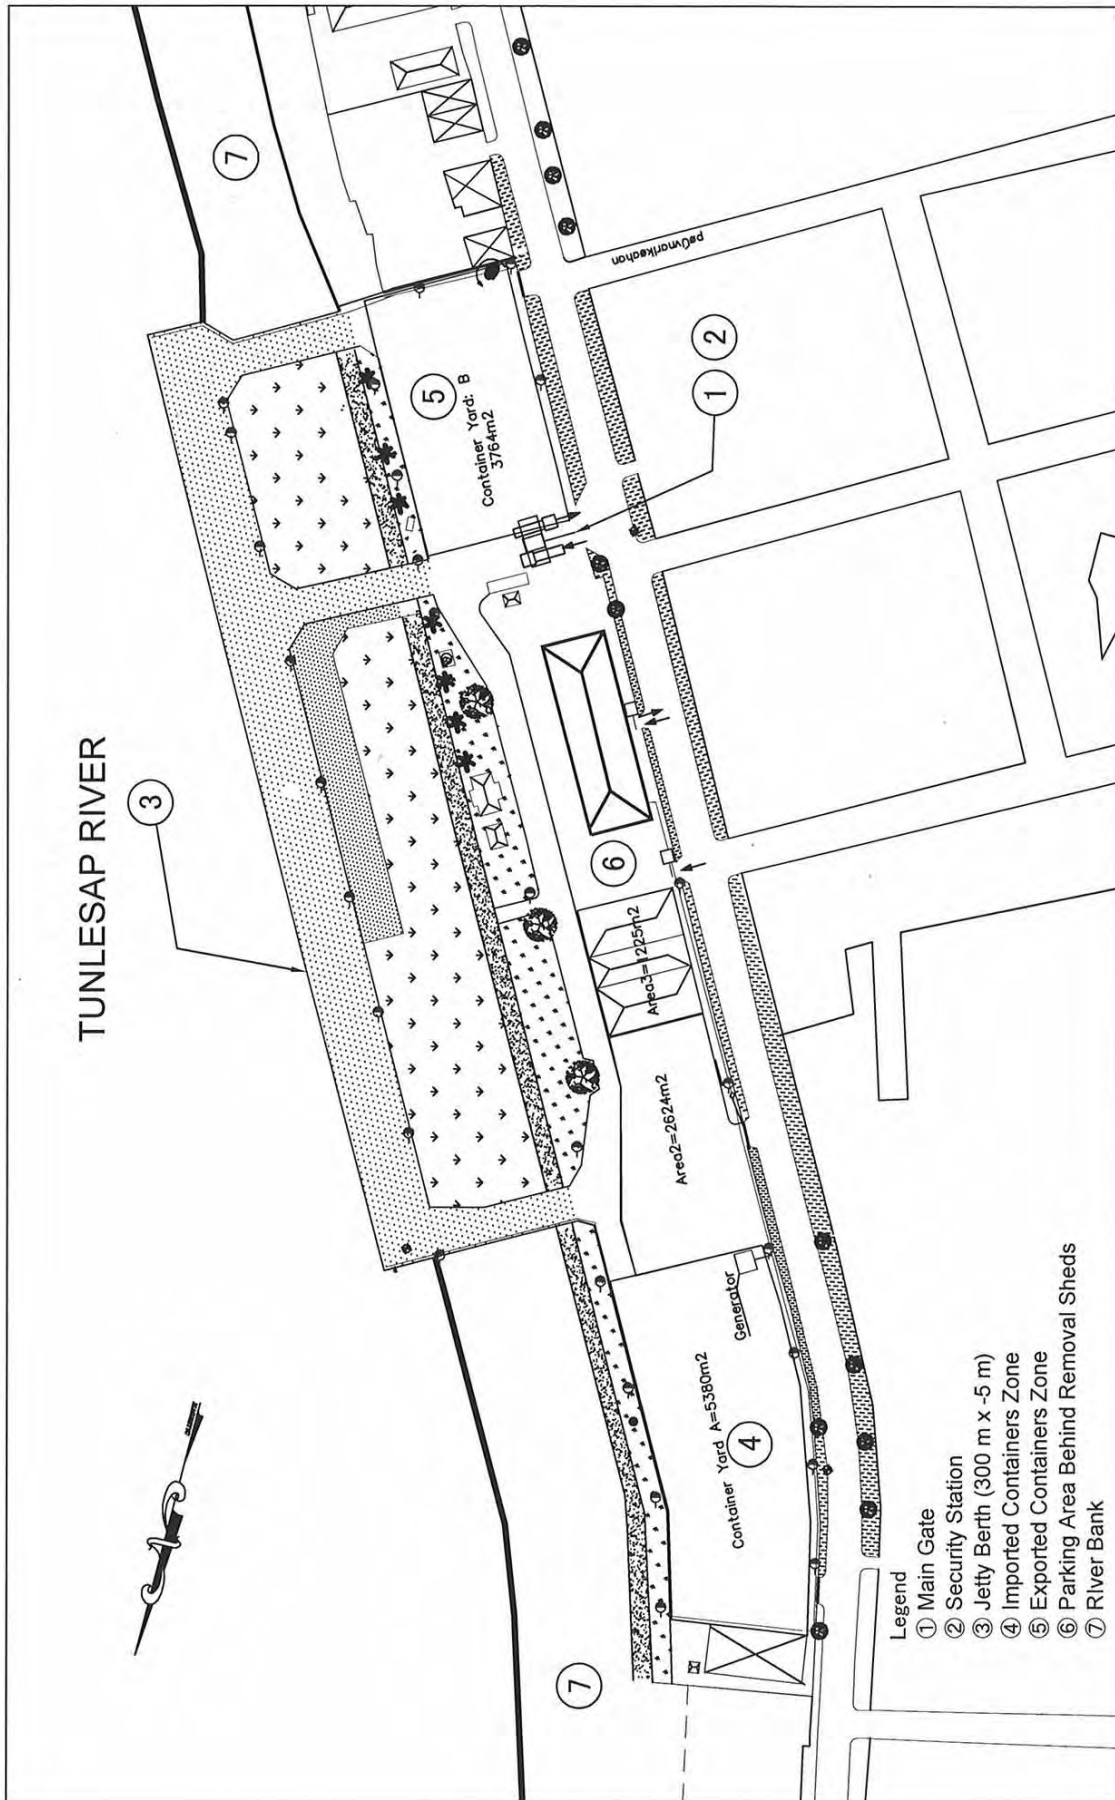 TUNLESAP RIVER
3
7
7
5
Container Yard: B
3764m2
1
2
pøÚvnarlkeahan
6
Area3=1225m2
Area2=2624m2
Generator
Container Yard A=5380m2
4
Legend
① Main Gate
② Security Station
③ Jetty Berth (300 m x -5 m)
④ Imported Containers Zone
⑤ Exported Containers Zone
⑥ Parking Area Behind Removal Sheds
⑦ River Bank